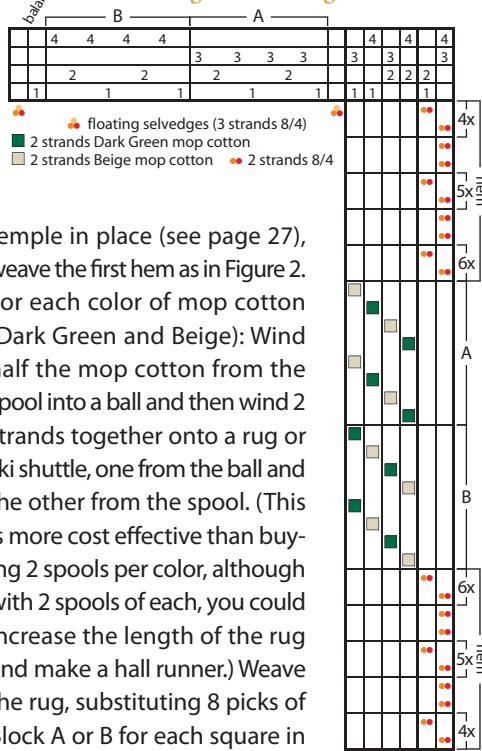 balan
B A
4 4 4 4 4 4 4
3 3 3 3 3 3 3
2 2 2 2 2 2 2
1 1 1 1 1 1 1 1
floating selvedges (3 strands 8/4)
2 strands Dark Green mop cotton
2 strands Beige mop cotton 2 strands 8/4
4x
5x
6x
hem
A
B
6x
5x
4x
hem
emple in place (see page 27),
weave the first hem as in Figure 2.
or each color of mop cotton
Dark Green and Beige): Wind
half the mop cotton from the
pool into a ball and then wind 2
trands together onto a rug or
ki shuttle, one from the ball and
he other from the spool. (This
s more cost effective than buy-
ng 2 spools per color, although
with 2 spools of each, you could
ncrease the length of the rug
nd make a hall runner.) Weave
he rug, substituting 8 picks of
Block A or B for each square in